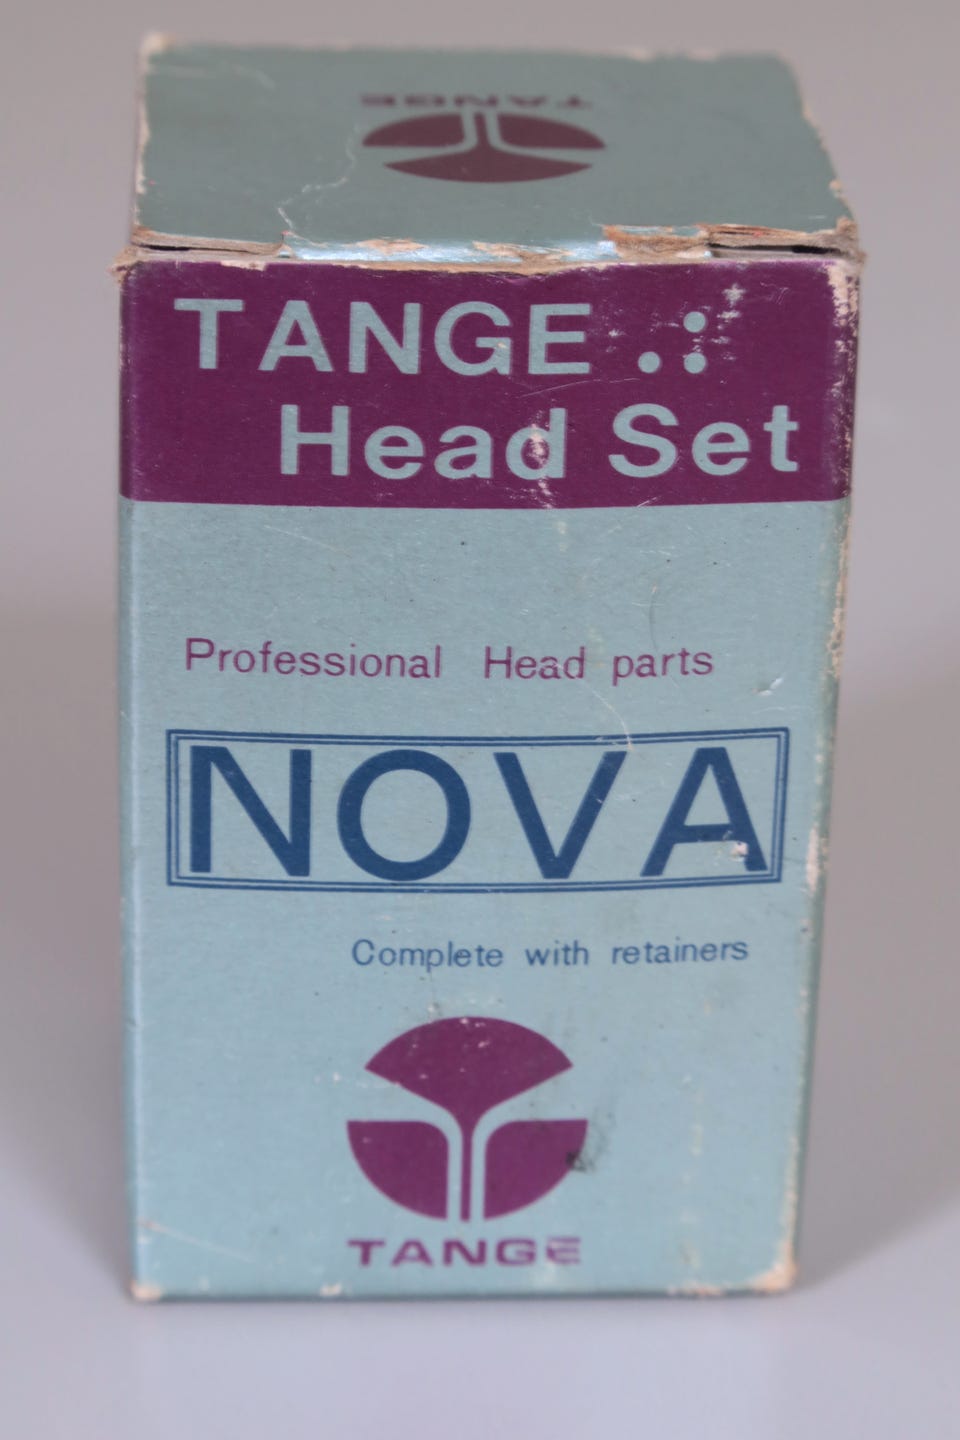 TANGE
TANGE .:
Head Set
Professional Head parts
NOVA
Complete with retainers
TANGE